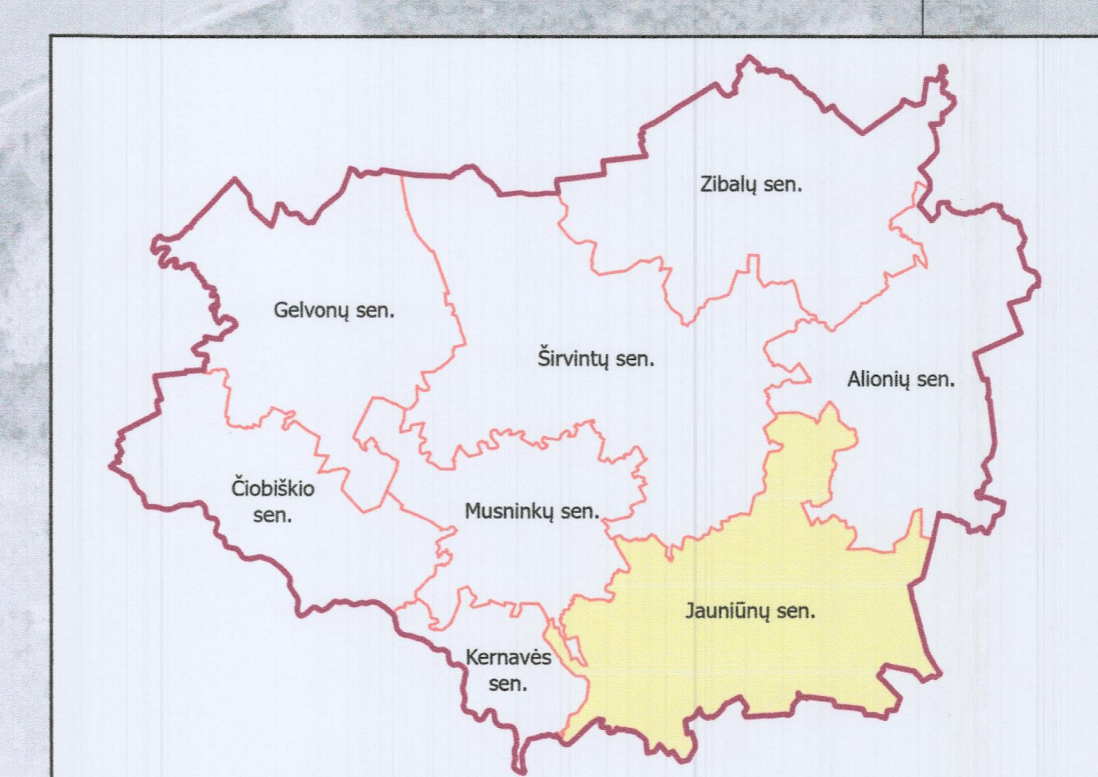 Zibalų sen.
Gelvonų sen.
Širvintų sen.
Alionių sen.
Čiobiškio
sen.
Musninkų sen.
Jauniūnų sen.
Kernavės
sen.